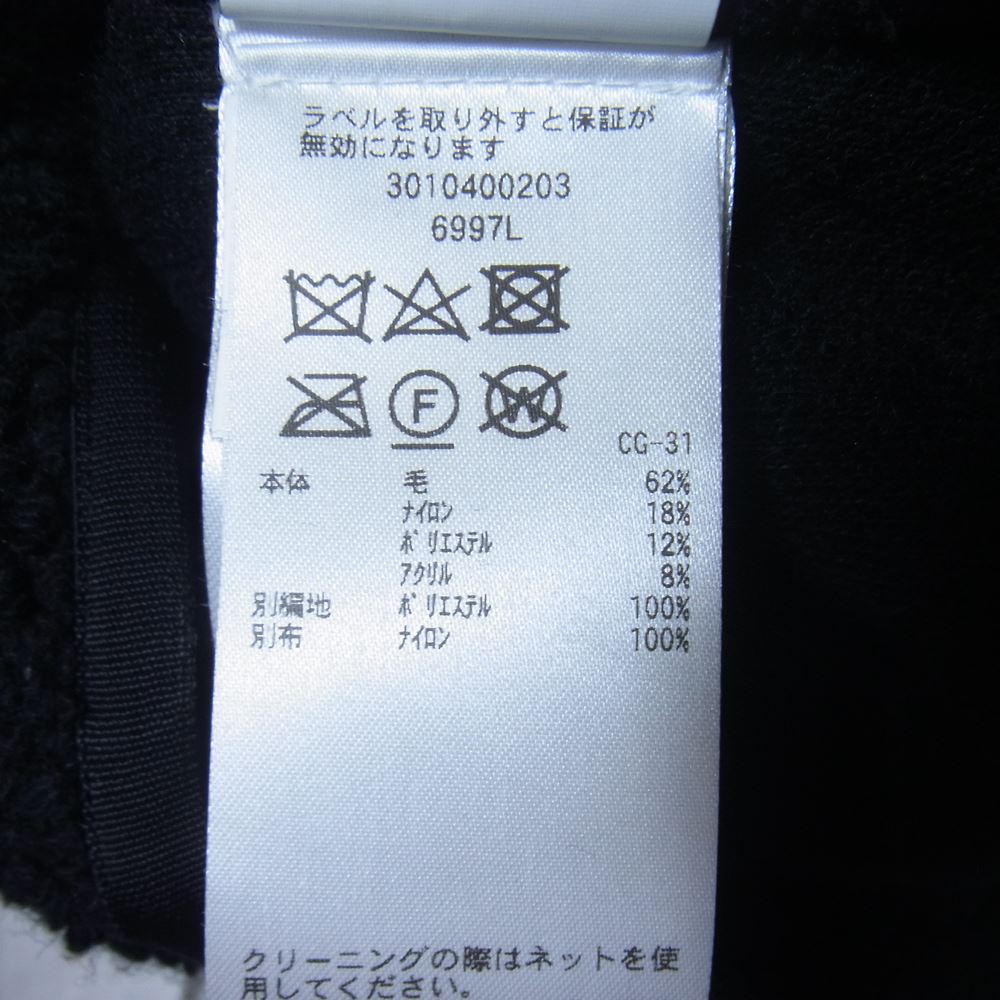 ラベルを取り外すと保証が
無効になります
3010400203
6997L
F W
CG-31
本体 毛 62%
ﾅｲﾛﾝ 18%
ﾎﾟﾘｴｽﾃﾙ 12%
ｱｸﾘﾙ 8%
別編地 ﾎﾟﾘｴｽﾃﾙ 100%
別布 ﾅｲﾛﾝ 100%
クリーニングの際はネットを使
用してください。